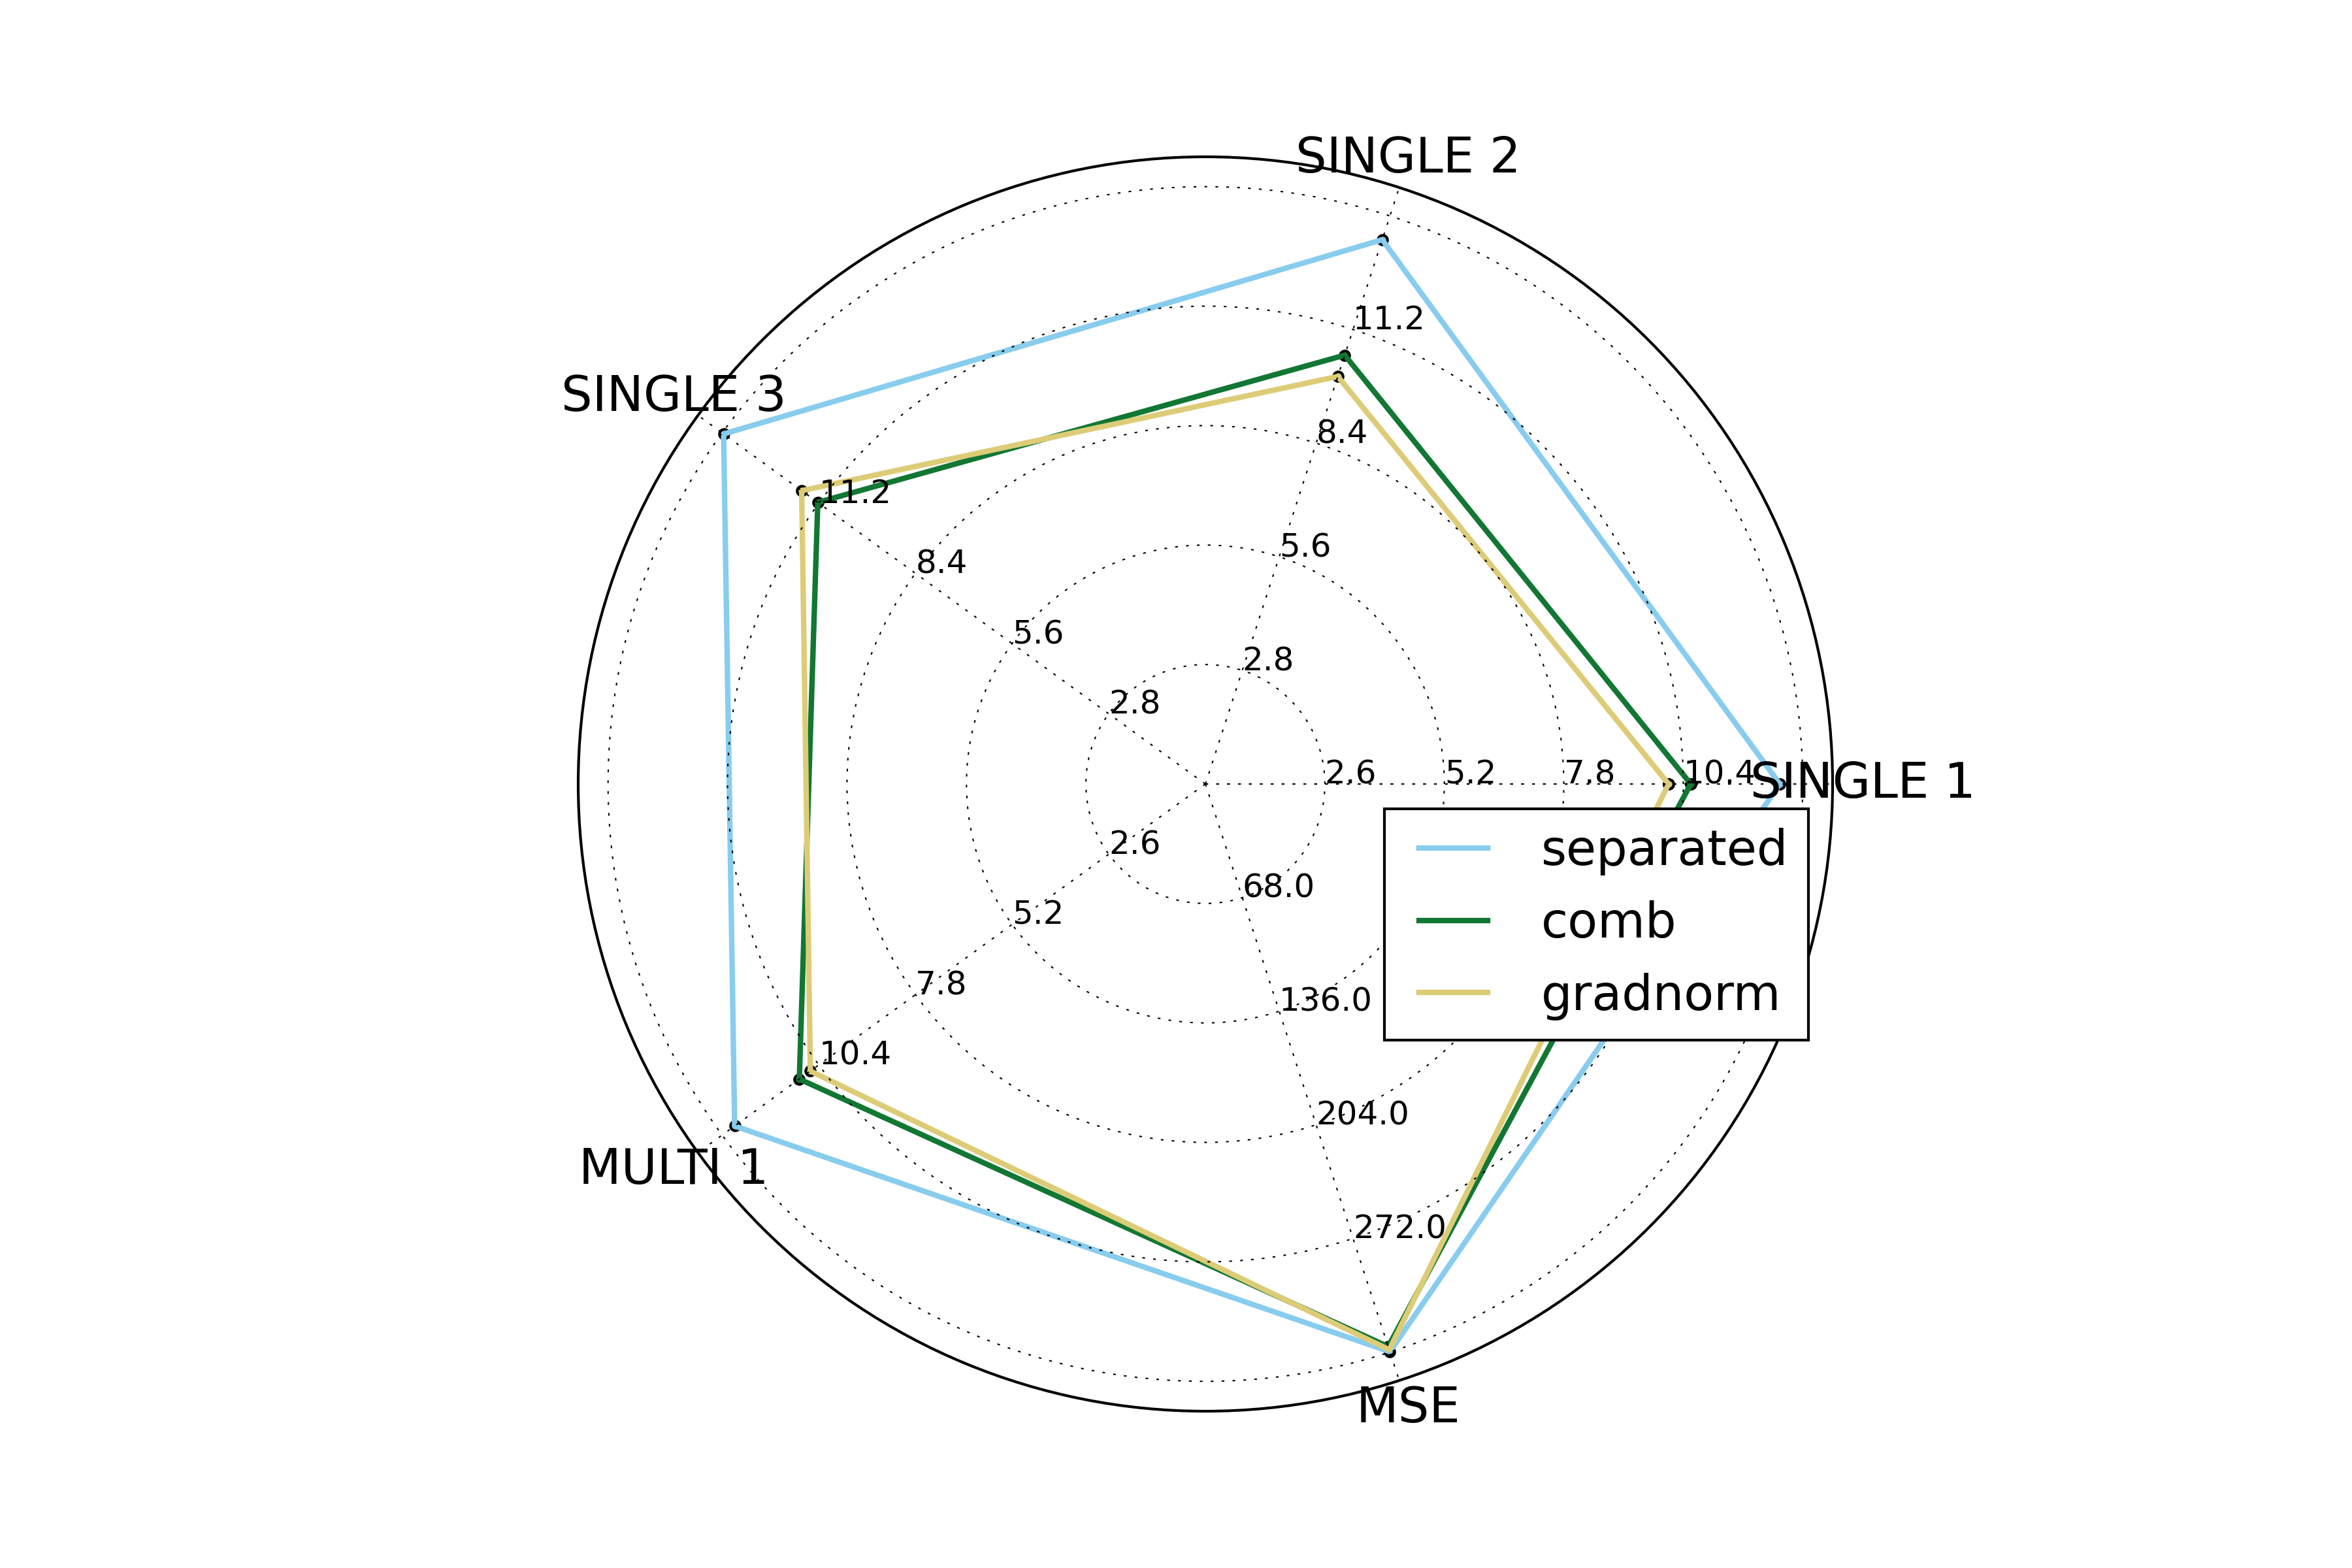 SINGLE 2
11.2
SINGLE 3
8.4
11.2
5.6
8.4
5.6
2.8
2.8
2.6 5.2 7.8 10.4 SINGLE 1
2.6
separated
68.0
5.2
comb
7.8
136.0
gradnorm
10.4
204.0
MULTI 1
272.0
MSE